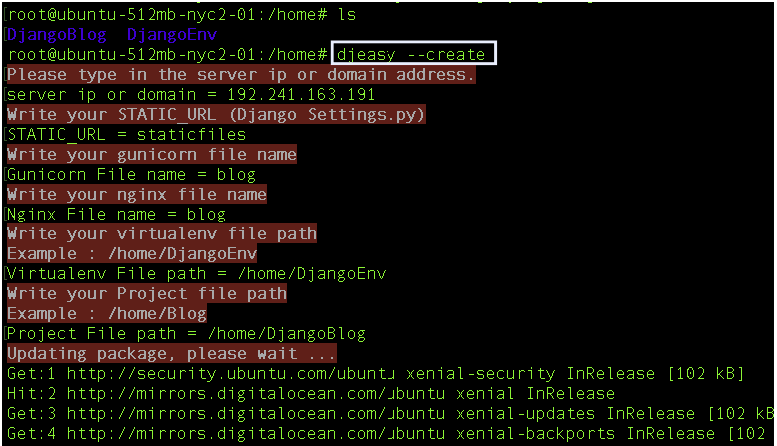 [root@ubuntu-512mb-nyc2-01:/home# ls
DjangoBlog  DjangoEnv
root@ubuntu-512mb-nyc2-01:/home# djeasy --create
Please type in the server ip or domain address.
[server ip or domain = 192.241.163.191
Write your STATIC_URL (Django Settings.py)
[STATIC_URL = staticfiles
Write your gunicorn file name
[Gunicorn File name = blog
Write your nginx file name
[Nginx File name = blog
Write your virtualenv file path
Example : /home/DjangoEnv
[Virtualenv File path = /home/DjangoEnv
Write your Project file path
Example : /home/Blog
[Project File path = /home/DjangoBlog
Updating package, please wait ...
Get:1 http://security.ubuntu.com/ubuntu xenial-security InRelease [102 kB]
Hit:2 http://mirrors.digitalocean.com/ubuntu xenial InRelease
Get:3 http://mirrors.digitalocean.com/ubuntu xenial-updates InRelease [102 kB
Get:4 http://mirrors.digitalocean.com/ubuntu xenial-backports InRelease [102